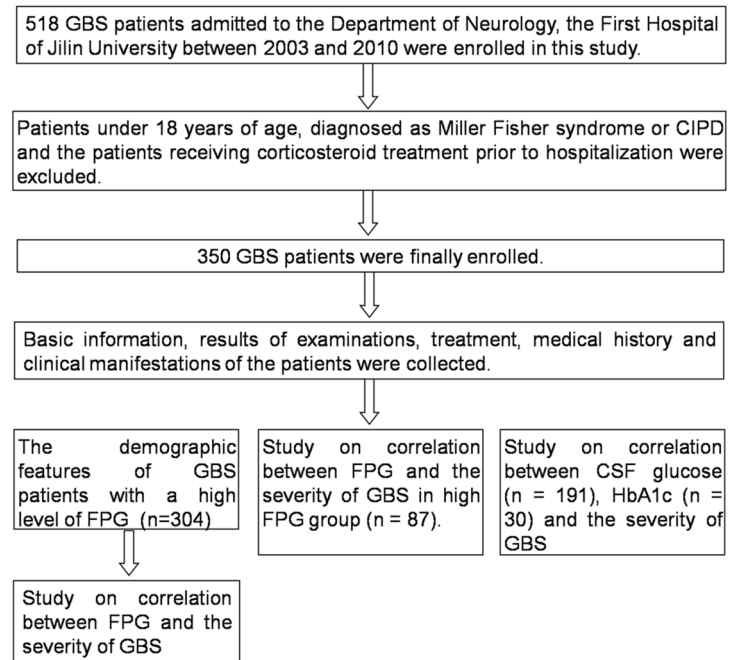 518 GBS patients admitted to the Department of Neurology, the First Hospital
of Jilin University between 2003 and 2010 were enrolled in this study.
Patients under 18 years of age, diagnosed as Miller Fisher syndrome or CIPD
and the patients receiving corticosteroid treatment prior to hospitalization were
excluded.
350 GBS patients were finally enrolled.
Basic information, results of examinations, treatment, medical history and
clinical manifestations of the patients were collected.
The demographic
features of GBS
patients with a high
level of FPG (n=304)
Study on correlation
between FPG and the
severity of GBS in high
FPG group (n = 87).
Study on correlation
between CSF glucose
(n = 191), HbA1c (n =
30) and the severity of
GBS
Study on correlation
between FPG and the
severity of GBS